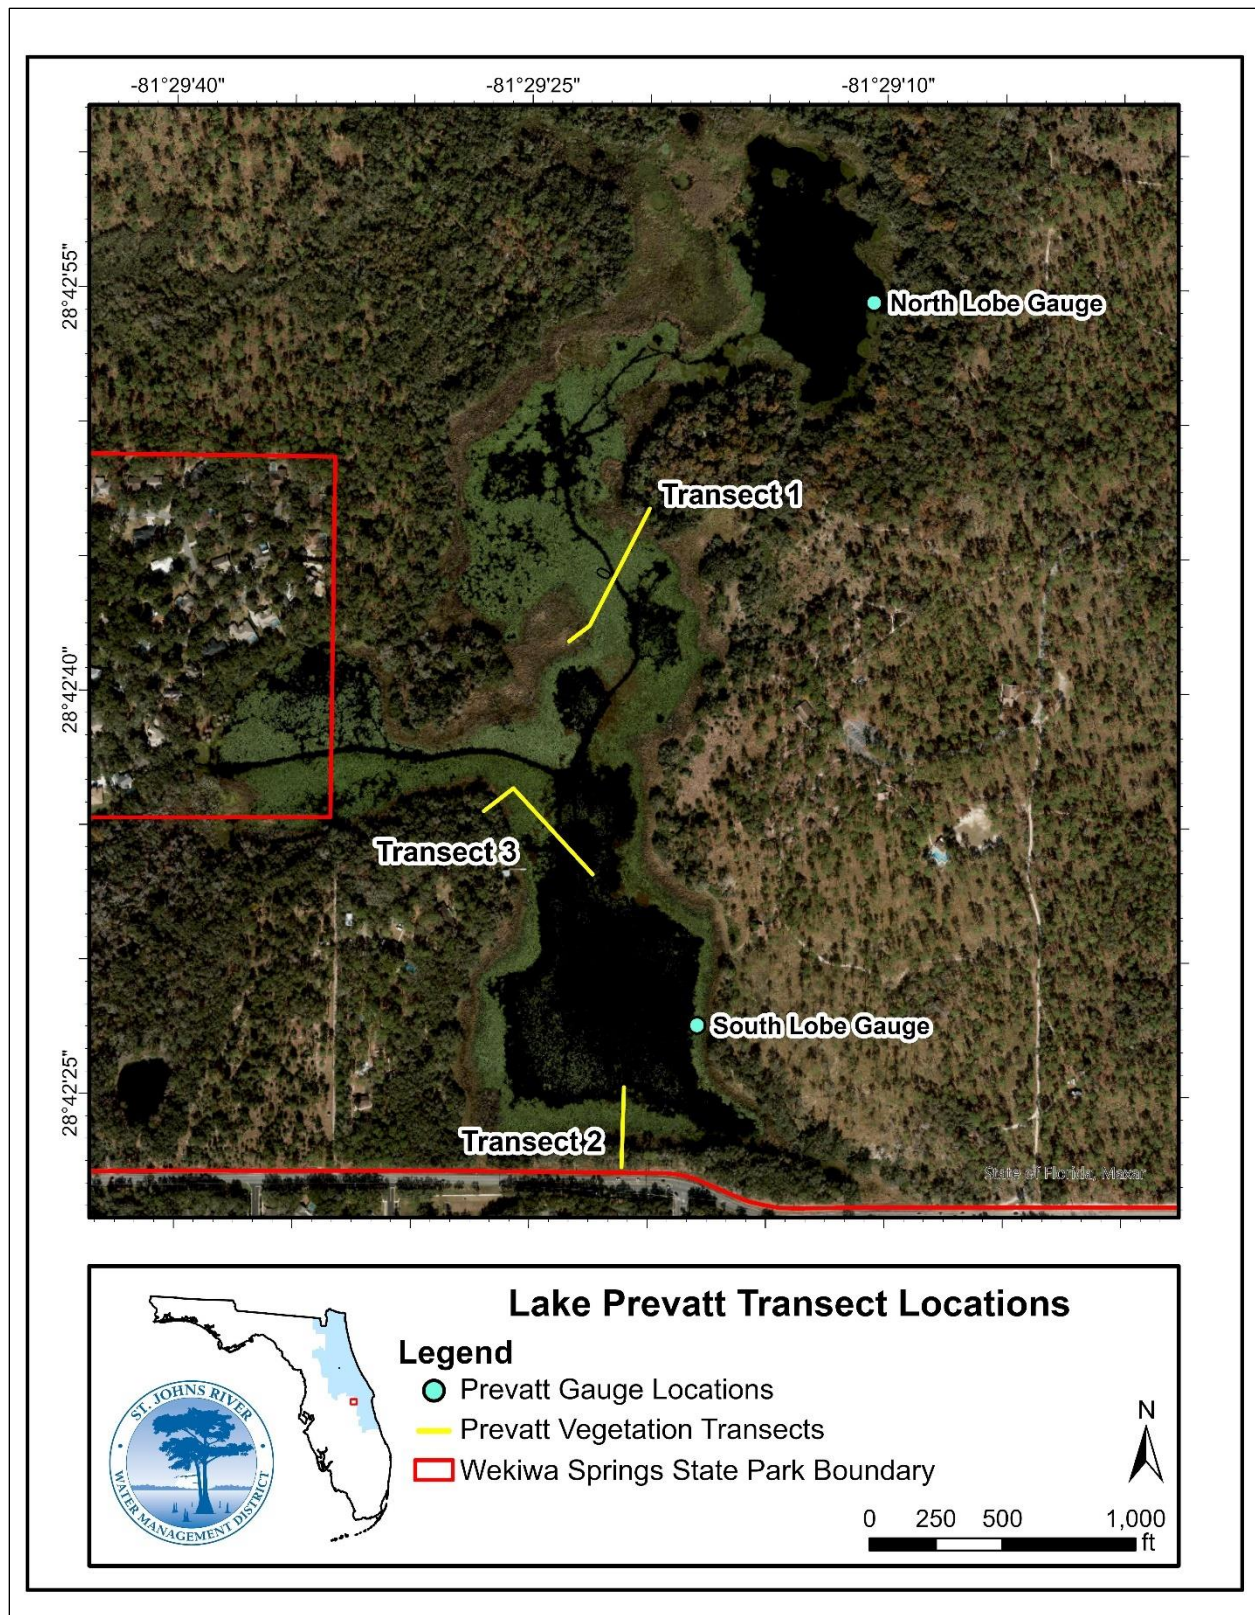 -81°29'40" -81°29'25" -81°29'10"
28°42'55"
North Lobe Gauge
Transect 1
28°42'40"
Transect 3
South Lobe Gauge
28°42'25"
Transect 2
State of Florida, Maxar
Lake Prevatt Transect Locations
Legend
Prevatt Gauge Locations
Prevatt Vegetation Transects
Wekiwa Springs State Park Boundary
ST. JOHNS RIVER
WATER MANAGEMENT DISTRICT
N
0 250 500 1,000
ft